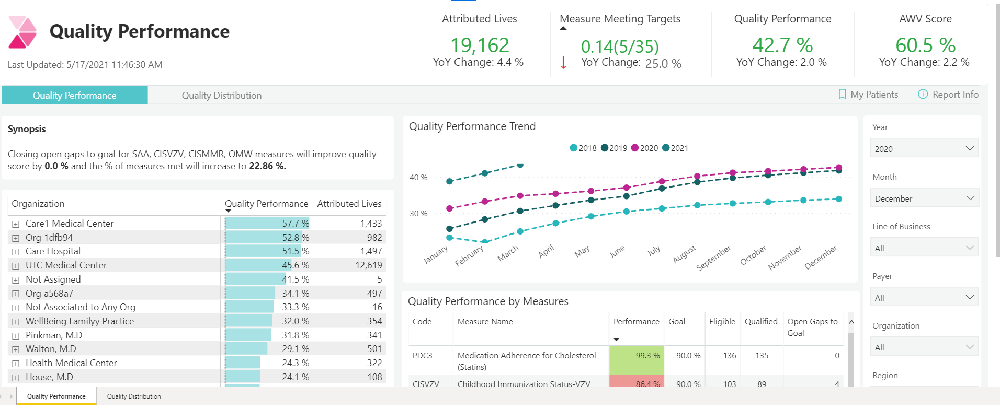 Quality Performance
Last Updated: 5/17/2021 11:46:30 AM
Attributed Lives
19,162
YoY Change: 4.4 %
Measure Meeting Targets
0.14(5/35)
YoY Change: 25.0 %
Quality Performance
42.7 %
YoY Change: 2.0 %
AWV Score
60.5 %
YoY Change: 2.2 %
Quality Performance
Quality Distribution
My Patients
Report Info
Synopsis
Closing open gaps to goal for SAA, CISVZV, CISMMR, OMW measures will improve quality
score by 0.0 % and the % of measures met will increase to 22.86 %.
Organization Quality Performance Attributed Lives
Care1 Medical Center 57.7 % 1,433
Org 1dfb94 52.8 % 982
Care Hospital 51.5 % 1,497
UTC Medical Center 45.6 % 12,619
Not Assigned 41.5 % 5
Org a568a7 34.1 % 497
Not Associated to Any Org 33.3 % 16
WellBeing Familyy Practice 32.0 % 354
Pinkman, M.D 31.8 % 341
Walton, M.D 29.1 % 501
Health Medical Center 24.3 % 322
House, M.D 24.1 % 108
Quality Performance Trend
2018 2019 2020 2021
40 %
30 %
January February March April May June July August September October November December
Quality Performance by Measures
Code Measure Name Performance Goal Eligible Qualified Open Gaps to
Goal
PDC3 Medication Adherence for Cholesterol 99.3 % 90.0 % 136 135 0
(Statins)
CISVZV Childhood Immunization Status-VZV 86.4 % 90.0 % 103 89 4
Year
2020
Month
December
Line of Business
All
Payer
All
Organization
All
Region
Quality Performance
Quality Distribution